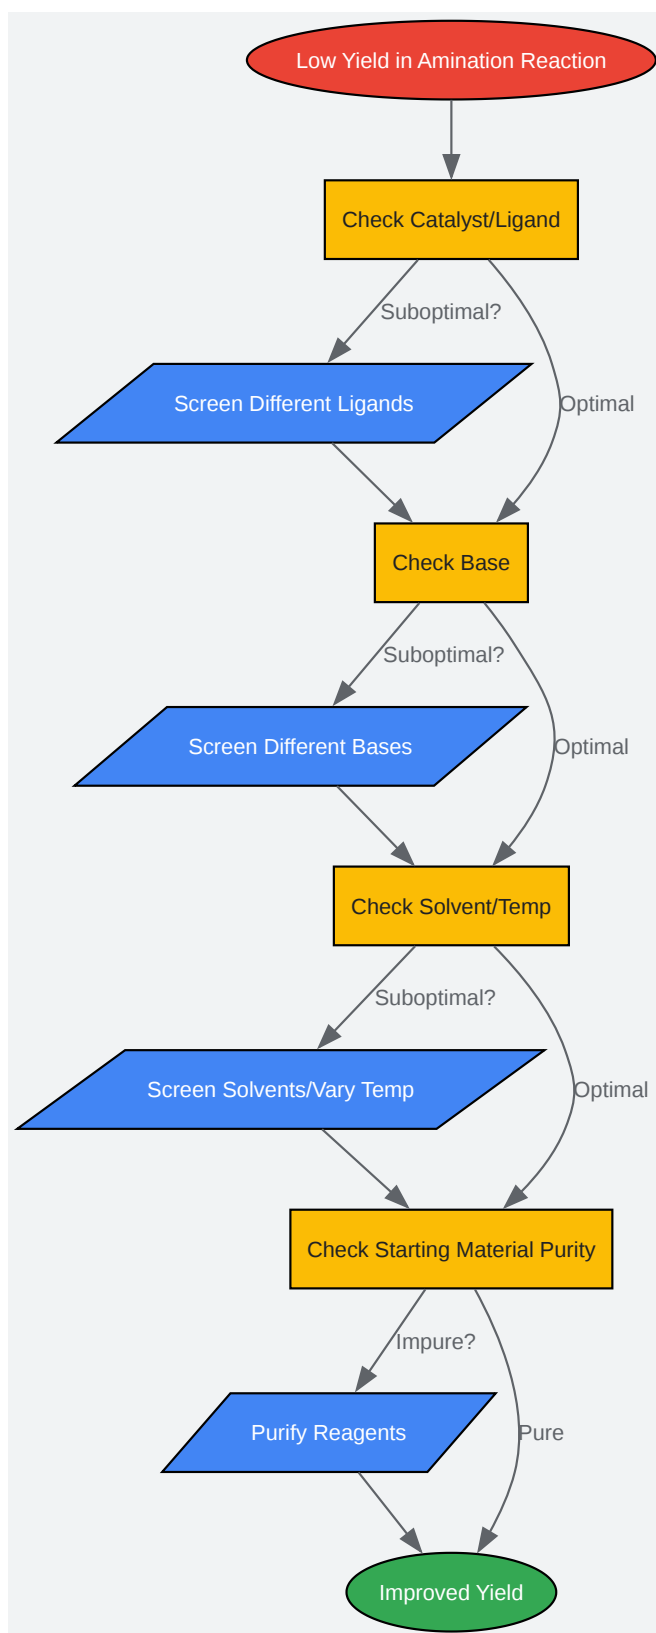 Low Yield in Amination Reaction
Check Catalyst/Ligand
Suboptimal?
Screen Different Ligands
Optimal
Check Base
Suboptimal?
Screen Different Bases
Optimal
Check Solvent/Temp
Suboptimal?
Screen Solvents/Vary Temp
Optimal
Check Starting Material Purity
Impure?
Purify Reagents
Pure
Improved Yield